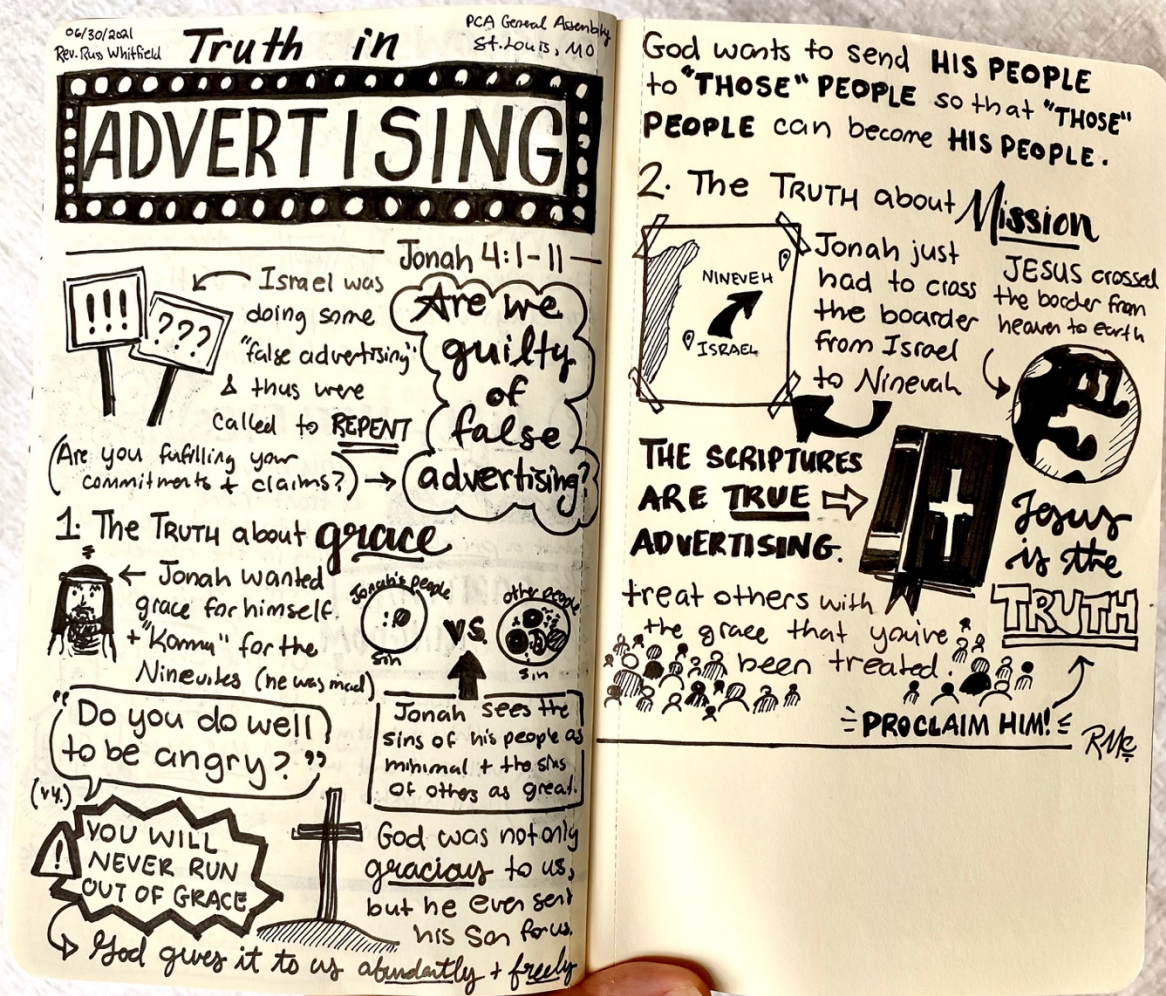 06/30/2021
Rev. Russ Whitfield
PCA General Assembly
St. Louis, MO
Truth in
ADVERTISING
Jonah 4:1-11
!!!
???
Israel was
doing some
"false advertising"
& thus were
called to REPENT
(Are you fulfilling your
commitments + claims?)
Are we
guilty
of
false
advertising?
1. The TRUTH about grace
Jonah wanted
grace for himself
+ "Karma" for the
Ninevites (he was mad)
Jonah's people
sin
VS.
other people
sin
Jonah sees the
sins of his people as
minimal + the sins
of others as great.
"Do you do well
to be angry?"
(v4.)
!
YOU WILL
NEVER RUN
OUT OF GRACE
God was not only
gracious to us,
but he even sent
his Son for us.
God gives it to us abundantly + freely
God wants to send HIS PEOPLE
to "THOSE" PEOPLE so that "THOSE"
PEOPLE can become HIS PEOPLE.
2. The TRUTH about Mission
NINEVEH
ISRAEL
Jonah just
had to cross
the boarder
from Israel
to Ninevah
JESUS crossed
the boarder from
heaven to earth
THE SCRIPTURES
ARE TRUE
ADVERTISING.
Jesus
is the
TRUTH
treat others with
the grace that you've
been treated.
PROCLAIM HIM!
RMc